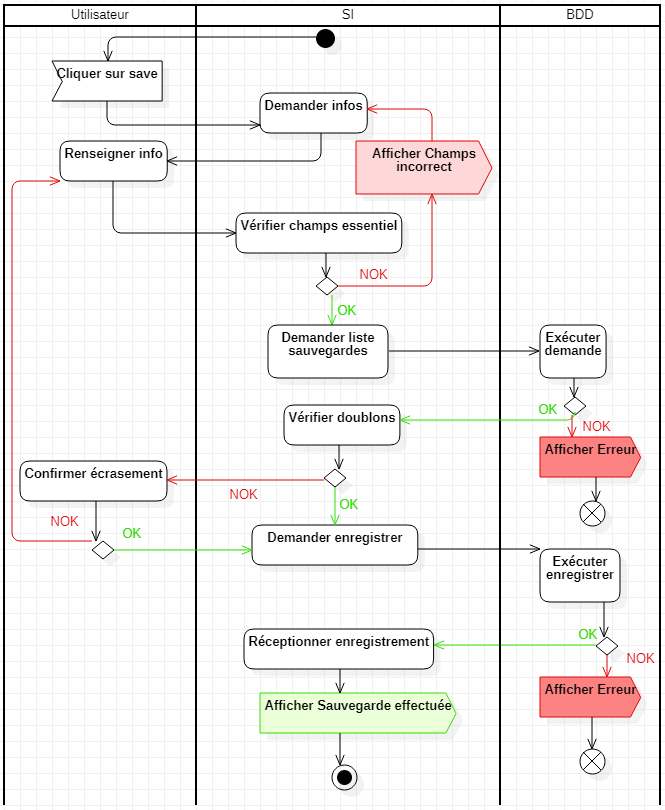 Utilisateur
SI
BDD
Cliquer sur save
Demander infos
Renseigner info
Afficher Champs
incorrect
Vérifier champs essentiel
NOK
OK
Demander liste
sauvegardes
Exécuter
demande
OK
NOK
Vérifier doublons
Afficher Erreur
Confirmer écrasement
NOK
OK
NOK
OK
Demander enregistrer
Exécuter
enregistrer
OK
NOK
Réceptionner enregistrement
Afficher Erreur
Afficher Sauvegarde effectuée